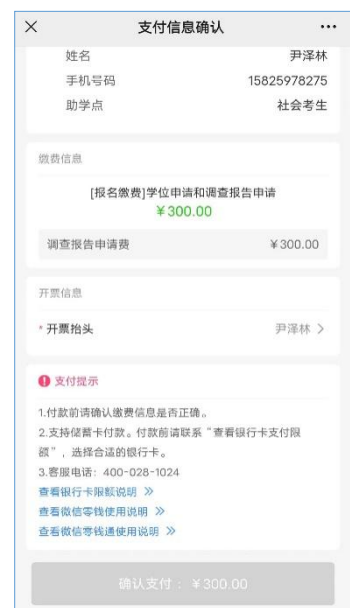 支付信息确认
姓名 尹泽林
手机号码 15825978275
助学点 社会考生
缴费信息
[报名缴费]学位申请和调查报告申请
￥300.00
调查报告申请费 ￥300.00
开票信息
* 开票抬头 尹泽林
支付提示
1.付款前请确认缴费信息是否正确。
2.支持储蓄卡付款。付款前请联系“查看银行卡支付限
额”，选择合适的银行卡。
3.客服电话：400-028-1024
查看银行卡限额说明
查看微信零钱使用说明
查看微信零钱通使用说明
确认支付：￥300.00